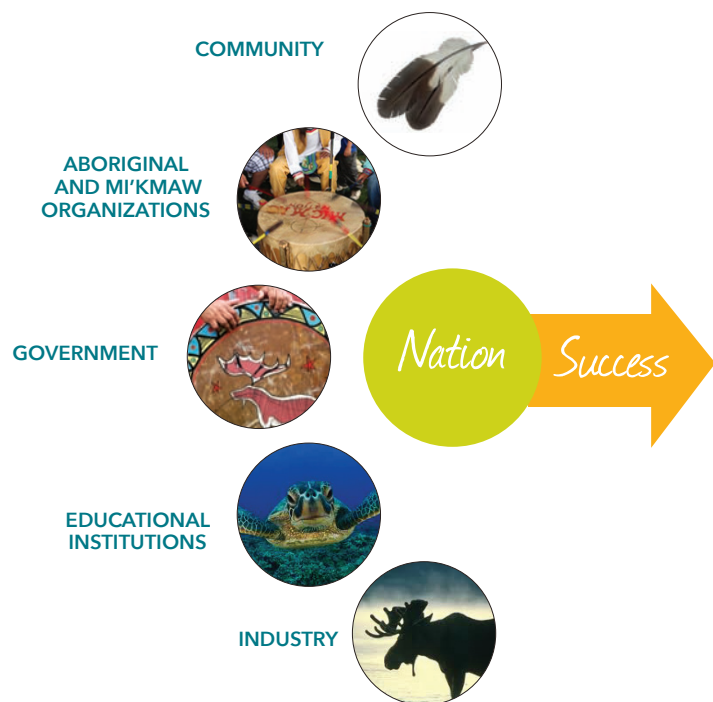 COMMUNITY
ABORIGINAL
AND MI'KMAW
ORGANIZATIONS
GOVERNMENT
Nation
Success
EDUCATIONAL
INSTITUTIONS
INDUSTRY